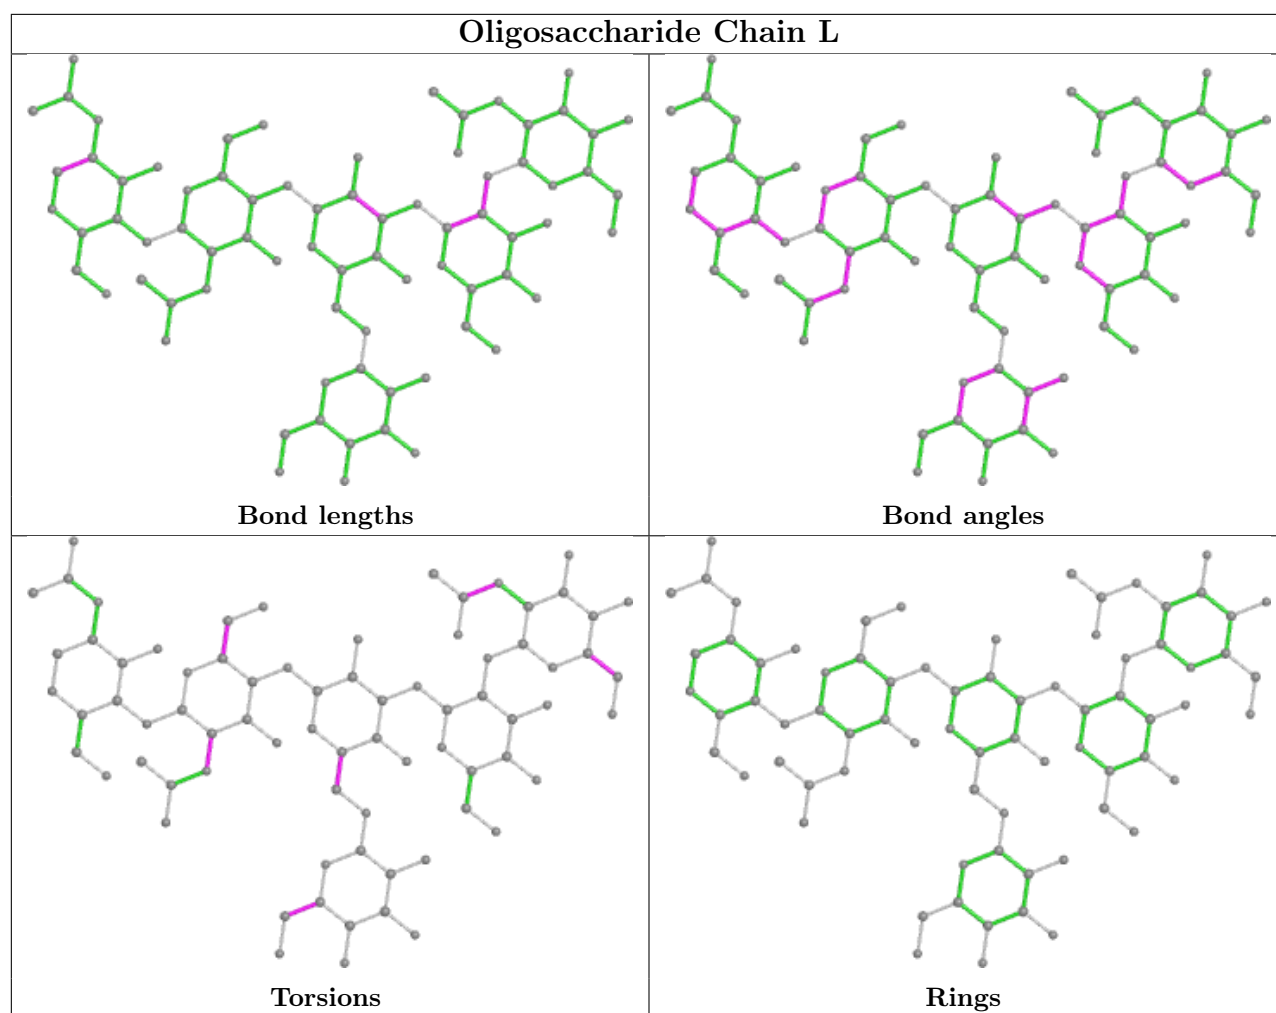 Oligosaccharide Chain L
Bond lengths
Bond angles
Torsions
Rings